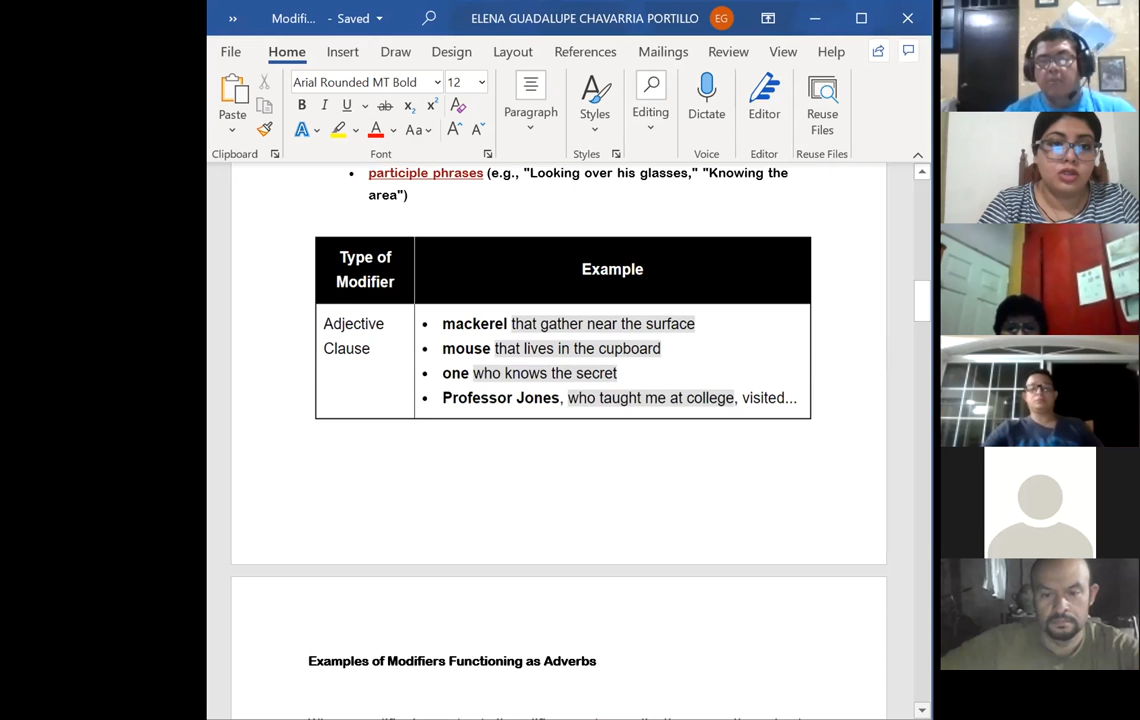 ›› Modifi... - Saved ELENA GUADALUPE CHAVARRIA PORTILLO EG
File Home Insert Draw Design Layout References Mailings Review View Help
Arial Rounded MT Bold 12
Paste Paragraph Styles Editing Dictate Editor Reuse Files
B I U ab x₂ x² A
A A Aa A A
Clipboard Font Styles Voice Editor Reuse Files
• participle phrases (e.g., "Looking over his glasses," "Knowing the
area")
Type of Modifier Example
Adjective Clause
• mackerel that gather near the surface
• mouse that lives in the cupboard
• one who knows the secret
• Professor Jones, who taught me at college, visited...
Examples of Modifiers Functioning as Adverbs